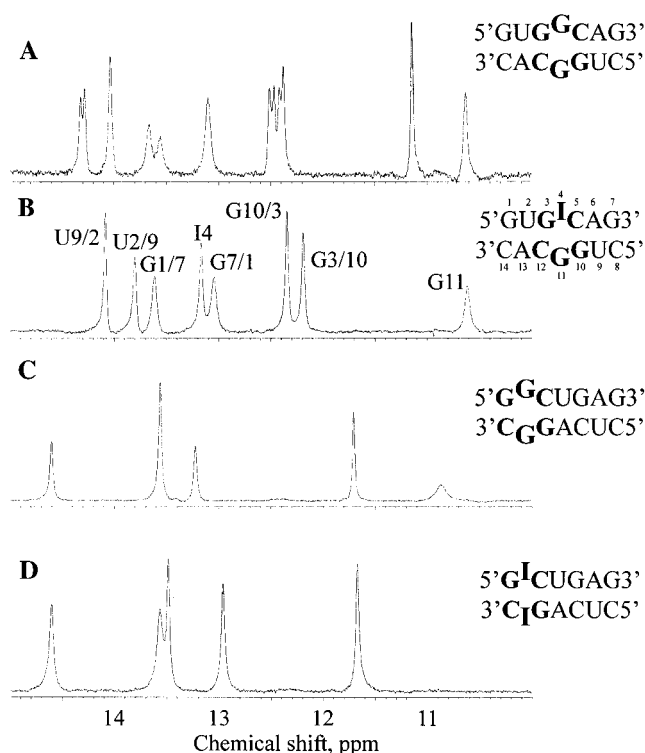 A
5'GUGGCAG3'
3'CACGGUC5'
B
U9/2
U2/9
G1/7
I4
G7/1
G10/3
G3/10
G11
1 2 3 4 5 6 7
5'GUGICAG3'
3'CACGGUC5'
14 13 12 11 10 9 8
C
5'GGCUGAG3'
3'CGGACUC5'
D
5'GICUGAG3'
3'CIGACUC5'
14 13 12 11
Chemical shift, ppm